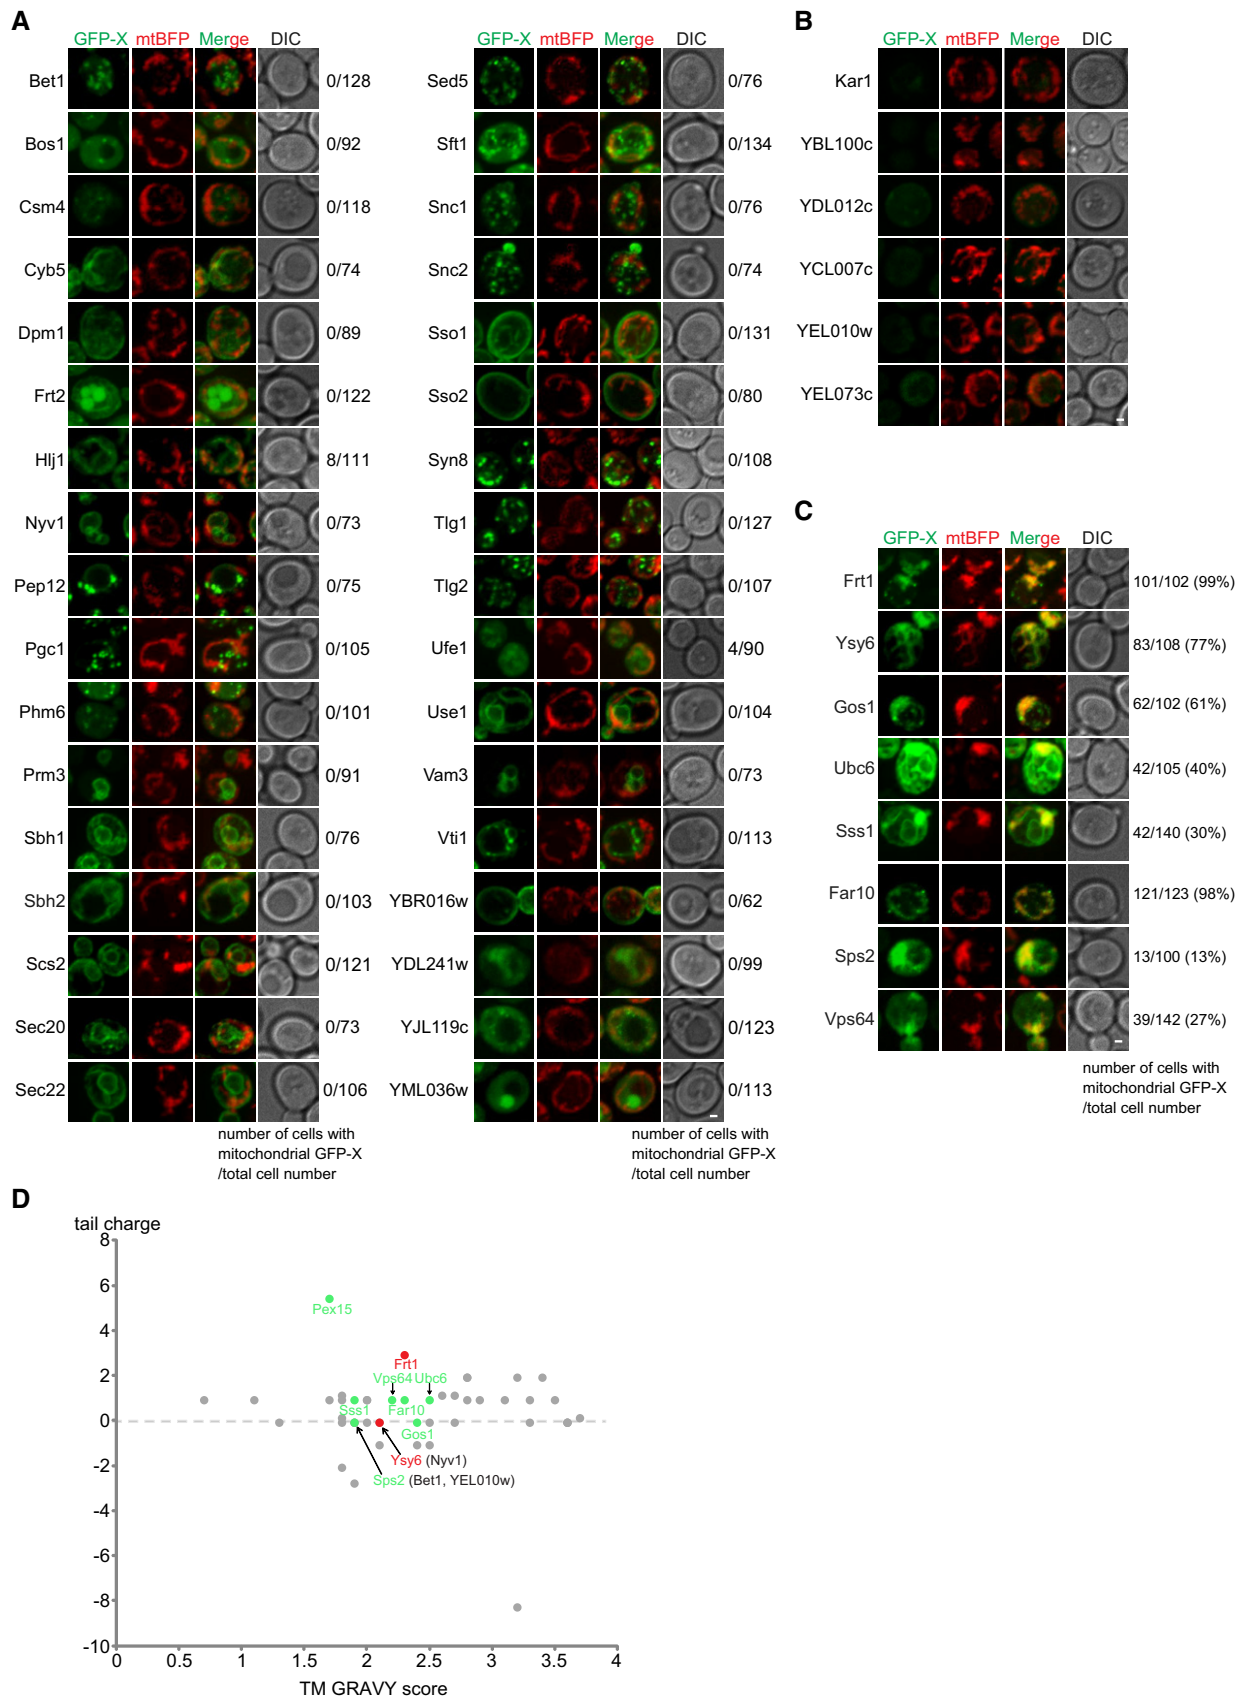 A
GFP-X mtBFP Merge DIC
Bet1 0/128
Bos1 0/92
Csm4 0/118
Cyb5 0/74
Dpm1 0/89
Frt2 0/122
Hlj1 8/111
Nyv1 0/73
Pep12 0/75
Pgc1 0/105
Phm6 0/101
Prm3 0/91
Sbh1 0/76
Sbh2 0/103
Scs2 0/121
Sec20 0/73
Sec22 0/106
number of cells with
mitochondrial GFP-X
/total cell number
GFP-X mtBFP Merge DIC
Sed5 0/76
Sft1 0/134
Snc1 0/76
Snc2 0/74
Sso1 0/131
Sso2 0/80
Syn8 0/108
Tlg1 0/127
Tlg2 0/107
Ufe1 4/90
Use1 0/104
Vam3 0/73
Vti1 0/113
YBR016w 0/62
YDL241w 0/99
YJL119c 0/123
YML036w 0/113
number of cells with
mitochondrial GFP-X
/total cell number
B
GFP-X mtBFP Merge DIC
Kar1
YBL100c
YDL012c
YCL007c
YEL010w
YEL073c
C
GFP-X mtBFP Merge DIC
Frt1 101/102 (99%)
Ysy6 83/108 (77%)
Gos1 62/102 (61%)
Ubc6 42/105 (40%)
Sss1 42/140 (30%)
Far10 121/123 (98%)
Sps2 13/100 (13%)
Vps64 39/142 (27%)
number of cells with
mitochondrial GFP-X
/total cell number
D
tail charge
8
6
4
2
0
-2
-4
-6
-8
-10
Pex15
Frt1
Vps64 Ubc6
Sss1 Far10
Gos1
Ysy6 (Nyv1)
Sps2 (Bet1, YEL010w)
0 0.5 1 1.5 2 2.5 3 3.5 4
TM GRAVY score